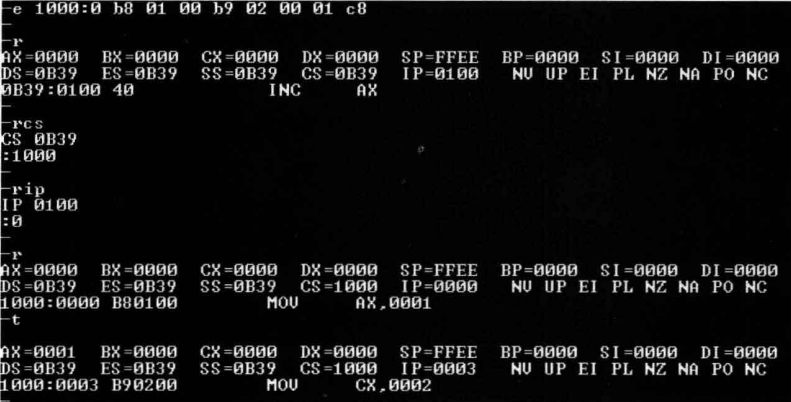 -e 1000:0 b8 01 00 b9 02 00 01 c8
-
-r
AX=0000 BX=0000 CX=0000 DX=0000 SP=FFEE BP=0000 SI=0000 DI=0000
DS=0B39 ES=0B39 SS=0B39 CS=0B39 IP=0100 NV UP EI PL NZ NA PO NC
0B39:0100 40 INC AX
-
-rcs
CS 0B39
:1000
-
-rip
IP 0100
:0
-
-r
AX=0000 BX=0000 CX=0000 DX=0000 SP=FFEE BP=0000 SI=0000 DI=0000
DS=0B39 ES=0B39 SS=0B39 CS=1000 IP=0000 NV UP EI PL NZ NA PO NC
1000:0000 B80100 MOV AX,0001
-t

AX=0001 BX=0000 CX=0000 DX=0000 SP=FFEE BP=0000 SI=0000 DI=0000
DS=0B39 ES=0B39 SS=0B39 CS=1000 IP=0003 NV UP EI PL NZ NA PO NC
1000:0003 B90200 MOV CX,0002
-